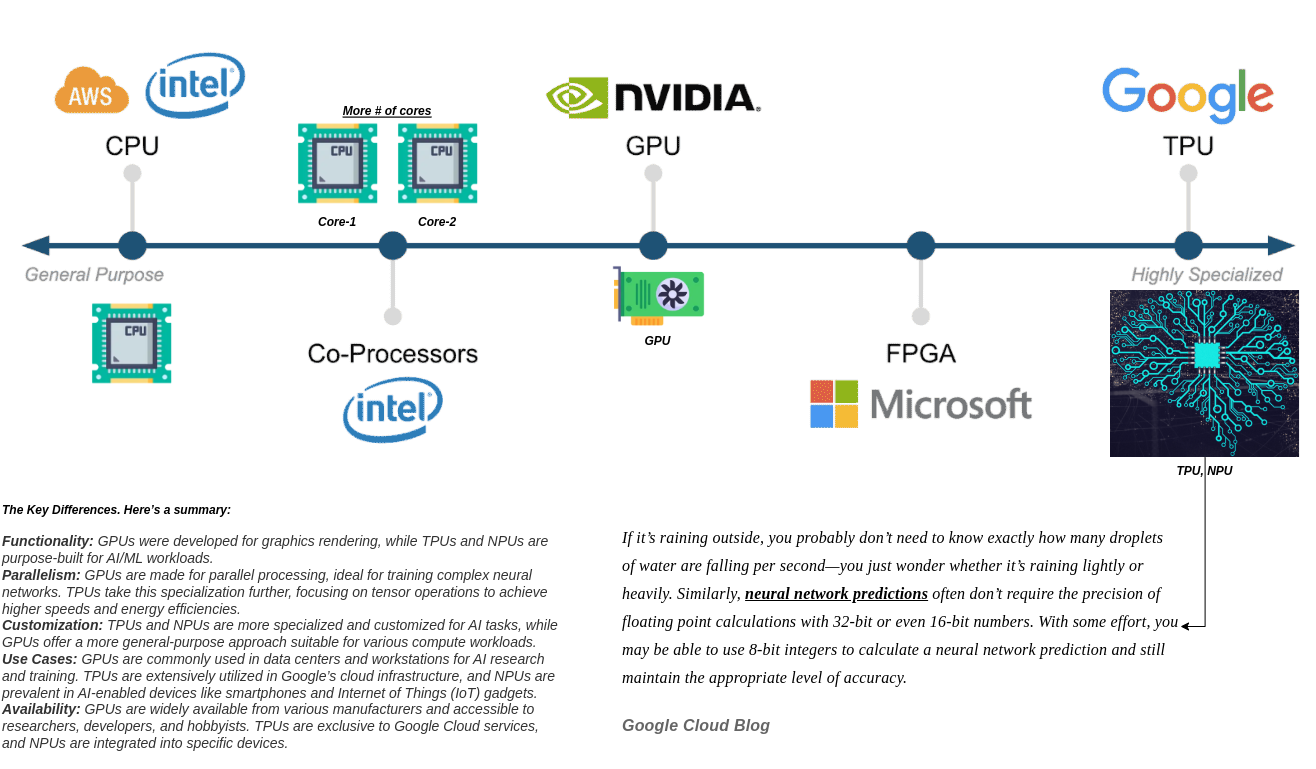 AWS
intel
CPU
More # of cores
CPU
CPU
Core-1
Core-2
NVIDIA.
GPU
Google
TPU
General Purpose
Highly Specialized
CPU
Co-Processors
intel
GPU
FPGA
Microsoft
TPU, NPU
The Key Differences. Here's a summary:
Functionality: GPUs were developed for graphics rendering, while TPUs and NPUs are
purpose-built for AI/ML workloads.
Parallelism: GPUs are made for parallel processing, ideal for training complex neural
networks. TPUs take this specialization further, focusing on tensor operations to achieve
higher speeds and energy efficiencies.
Customization: TPUs and NPUs are more specialized and customized for AI tasks, while
GPUs offer a more general-purpose approach suitable for various compute workloads.
Use Cases: GPUs are commonly used in data centers and workstations for AI research
and training. TPUs are extensively utilized in Google's cloud infrastructure, and NPUs are
prevalent in AI-enabled devices like smartphones and Internet of Things (IoT) gadgets.
Availability: GPUs are widely available from various manufacturers and accessible to
researchers, developers, and hobbyists. TPUs are exclusive to Google Cloud services,
and NPUs are integrated into specific devices.
If it's raining outside, you probably don't need to know exactly how many droplets
of water are falling per second—you just wonder whether it's raining lightly or
heavily. Similarly, neural network predictions often don't require the precision of
floating point calculations with 32-bit or even 16-bit numbers. With some effort, you
may be able to use 8-bit integers to calculate a neural network prediction and still
maintain the appropriate level of accuracy.
Google Cloud Blog